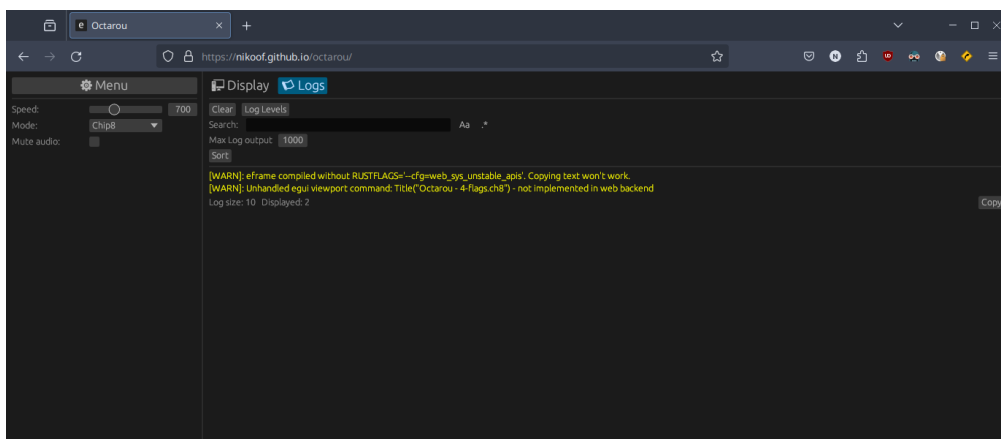 Octarou
https://nikoof.github.io/octarou/
Menu
Display Logs
Speed: 700
Mode: Chip8
Mute audio:
Clear Log Levels
Search: Aa .*
Max Log output 1000
Sort
[WARN]: eframe compiled without RUSTFLAGS='--cfg=web_sys_unstable_apis'. Copying text won't work.
[WARN]: Unhandled egui viewport command: Title("Octarou - 4-flags.ch8") - not implemented in web backend
Log size: 10 Displayed: 2
Copy